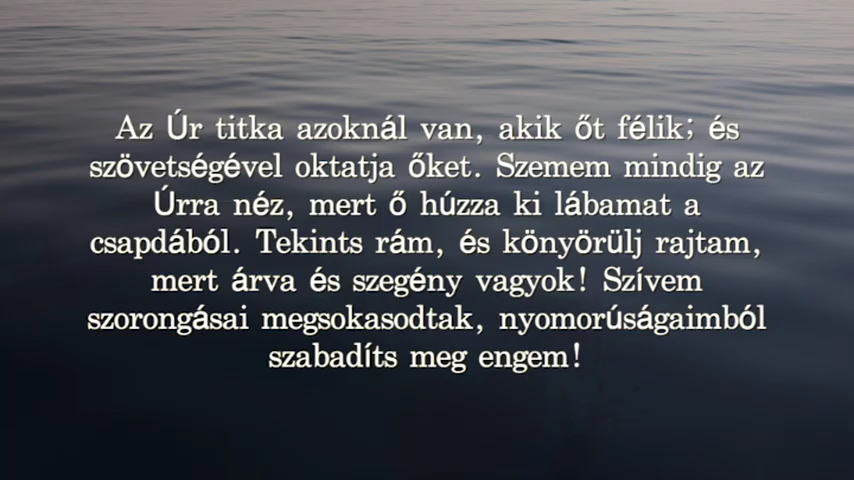 Az Úr titka azoknál van, akik őt félik; és
szövetségével oktatja őket. Szemem mindig az
Úrra néz, mert ő húzza ki lábamat a
csapdából. Tekints rám, és könyörülj rajtam,
mert árva és szegény vagyok! Szívem
szorongásai megsokasodtak, nyomorúságaimból
szabadíts meg engem!